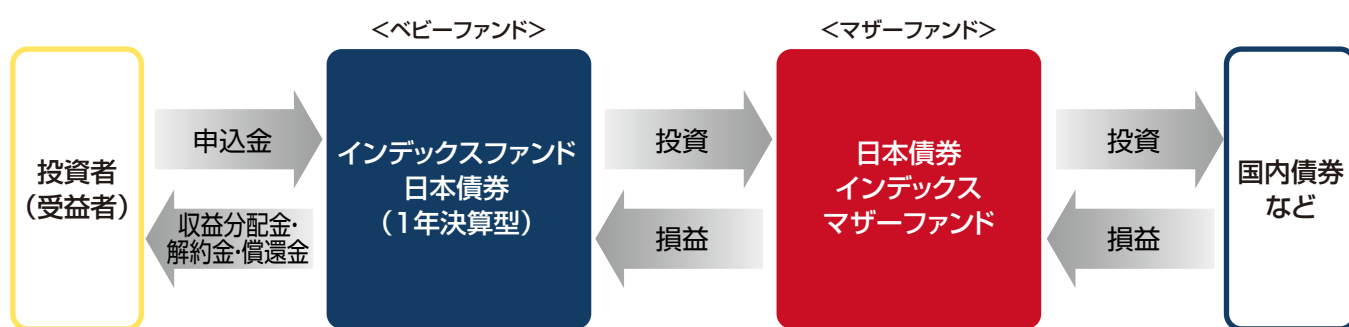 <ベビーファンド>
<マザーファンド>
投資者
(受益者)
申込金
収益分配金・
解約金・償還金
インデックスファンド
日本債券
(1年決算型)
投資
損益
日本債券
インデックス
マザーファンド
投資
損益
国内債券
など